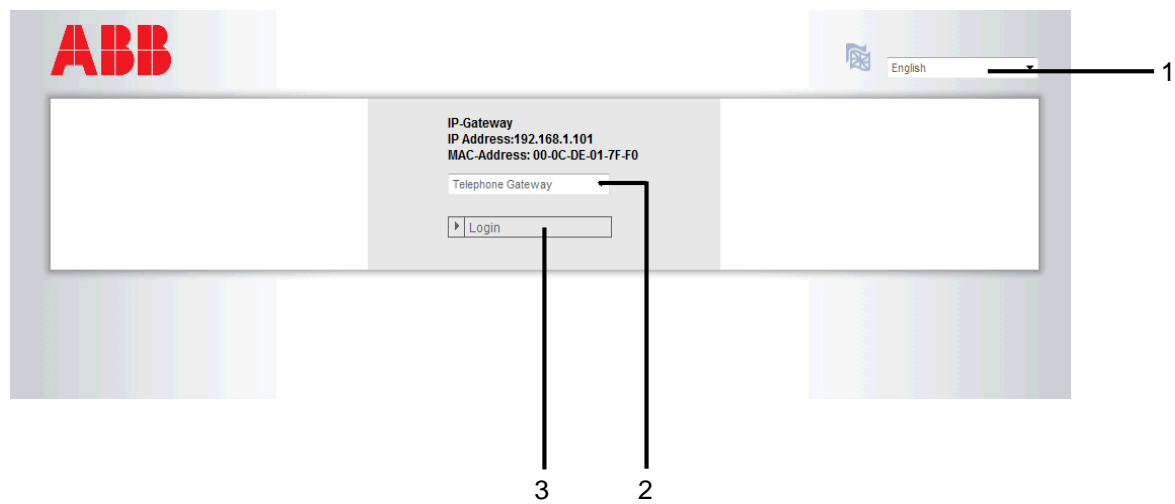 ABB
English
1
IP-Gateway
IP Address:192.168.1.101
MAC-Address: 00-0C-DE-01-7F-F0
Telephone Gateway
Login
3
2